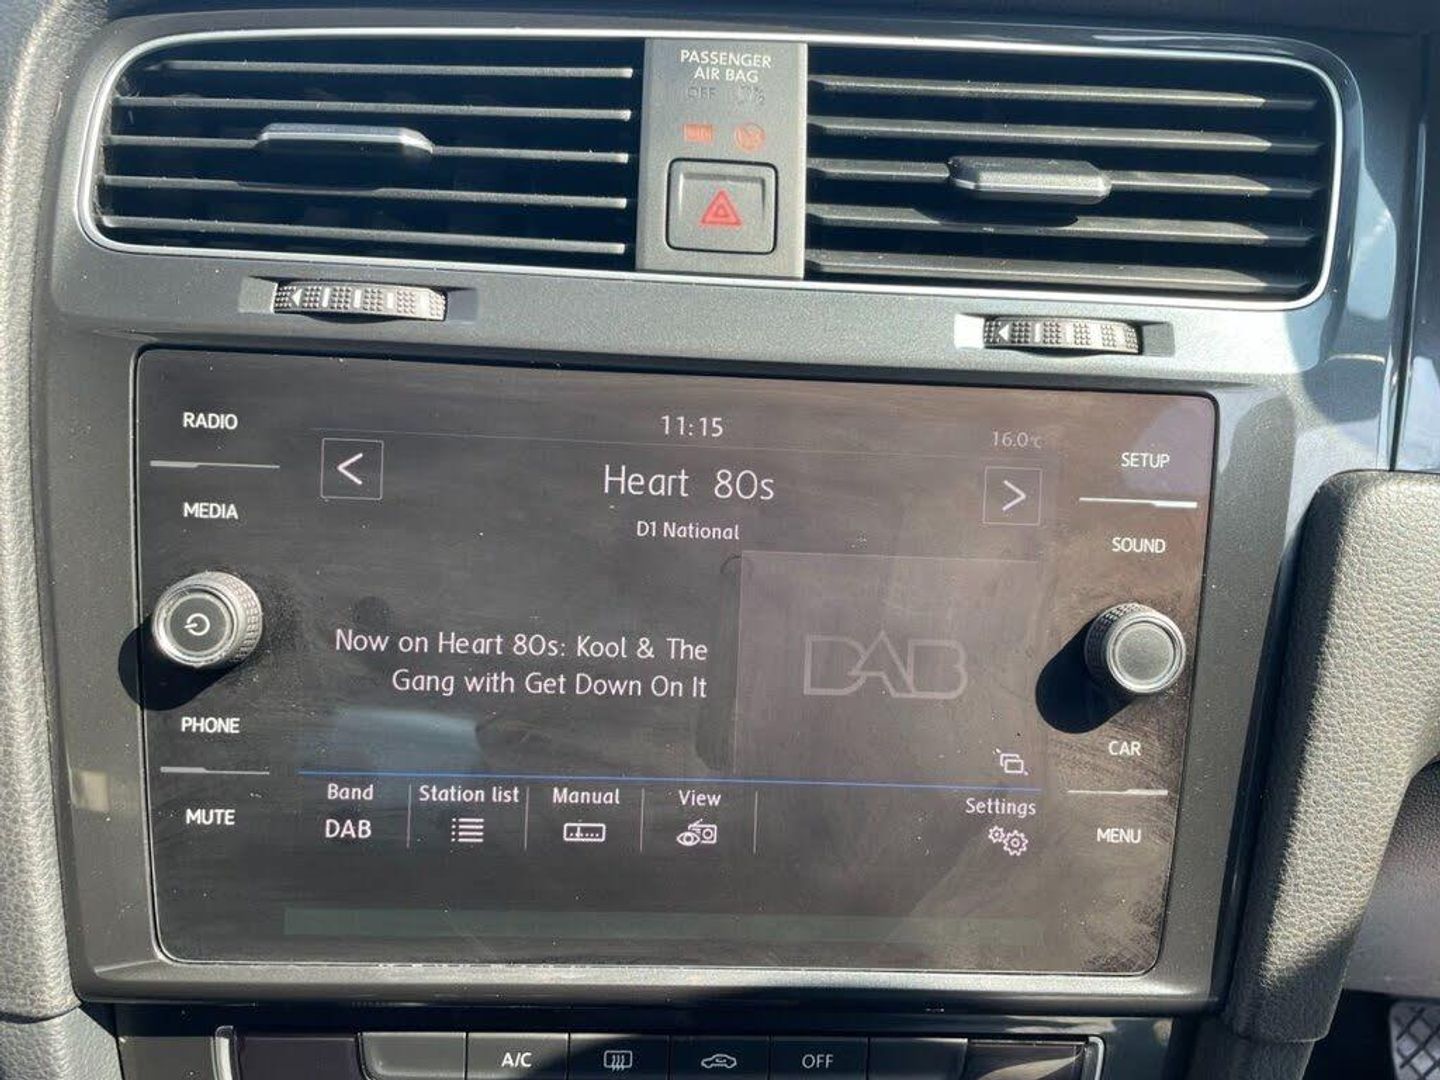 PASSENGER
AIR BAG
OFF
RADIO
11:15
16.0°C
SETUP
MEDIA
<
Heart 80s
>
D1 National
SOUND
Now on Heart 80s: Kool & The
Gang with Get Down On It
DAB
PHONE
CAR
MUTE
Band
DAB
Station list
Manual
View
Settings
MENU
A/C
OFF